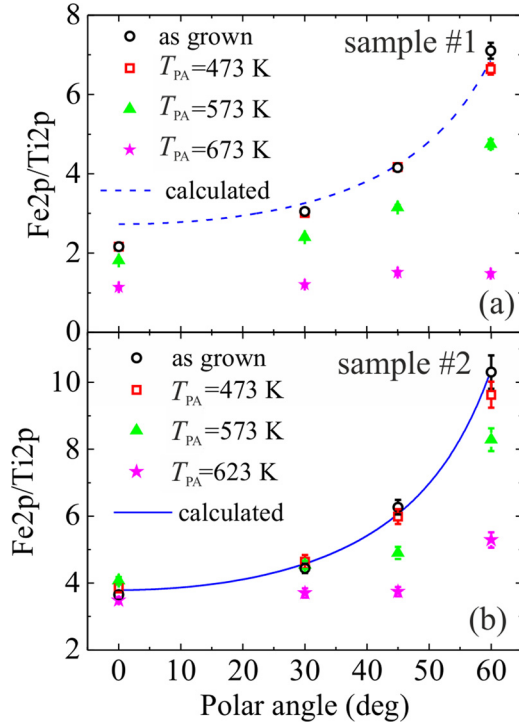 8
6
4
2
0
Fe2p/Ti2p
as grown
sample #1
T_PA=473 K
T_PA=573 K
T_PA=673 K
calculated
(a)
10
8
6
4
2
Fe2p/Ti2p
as grown
sample #2
T_PA=473 K
T_PA=573 K
T_PA=623 K
calculated
(b)
0 10 20 30 40 50 60
Polar angle (deg)